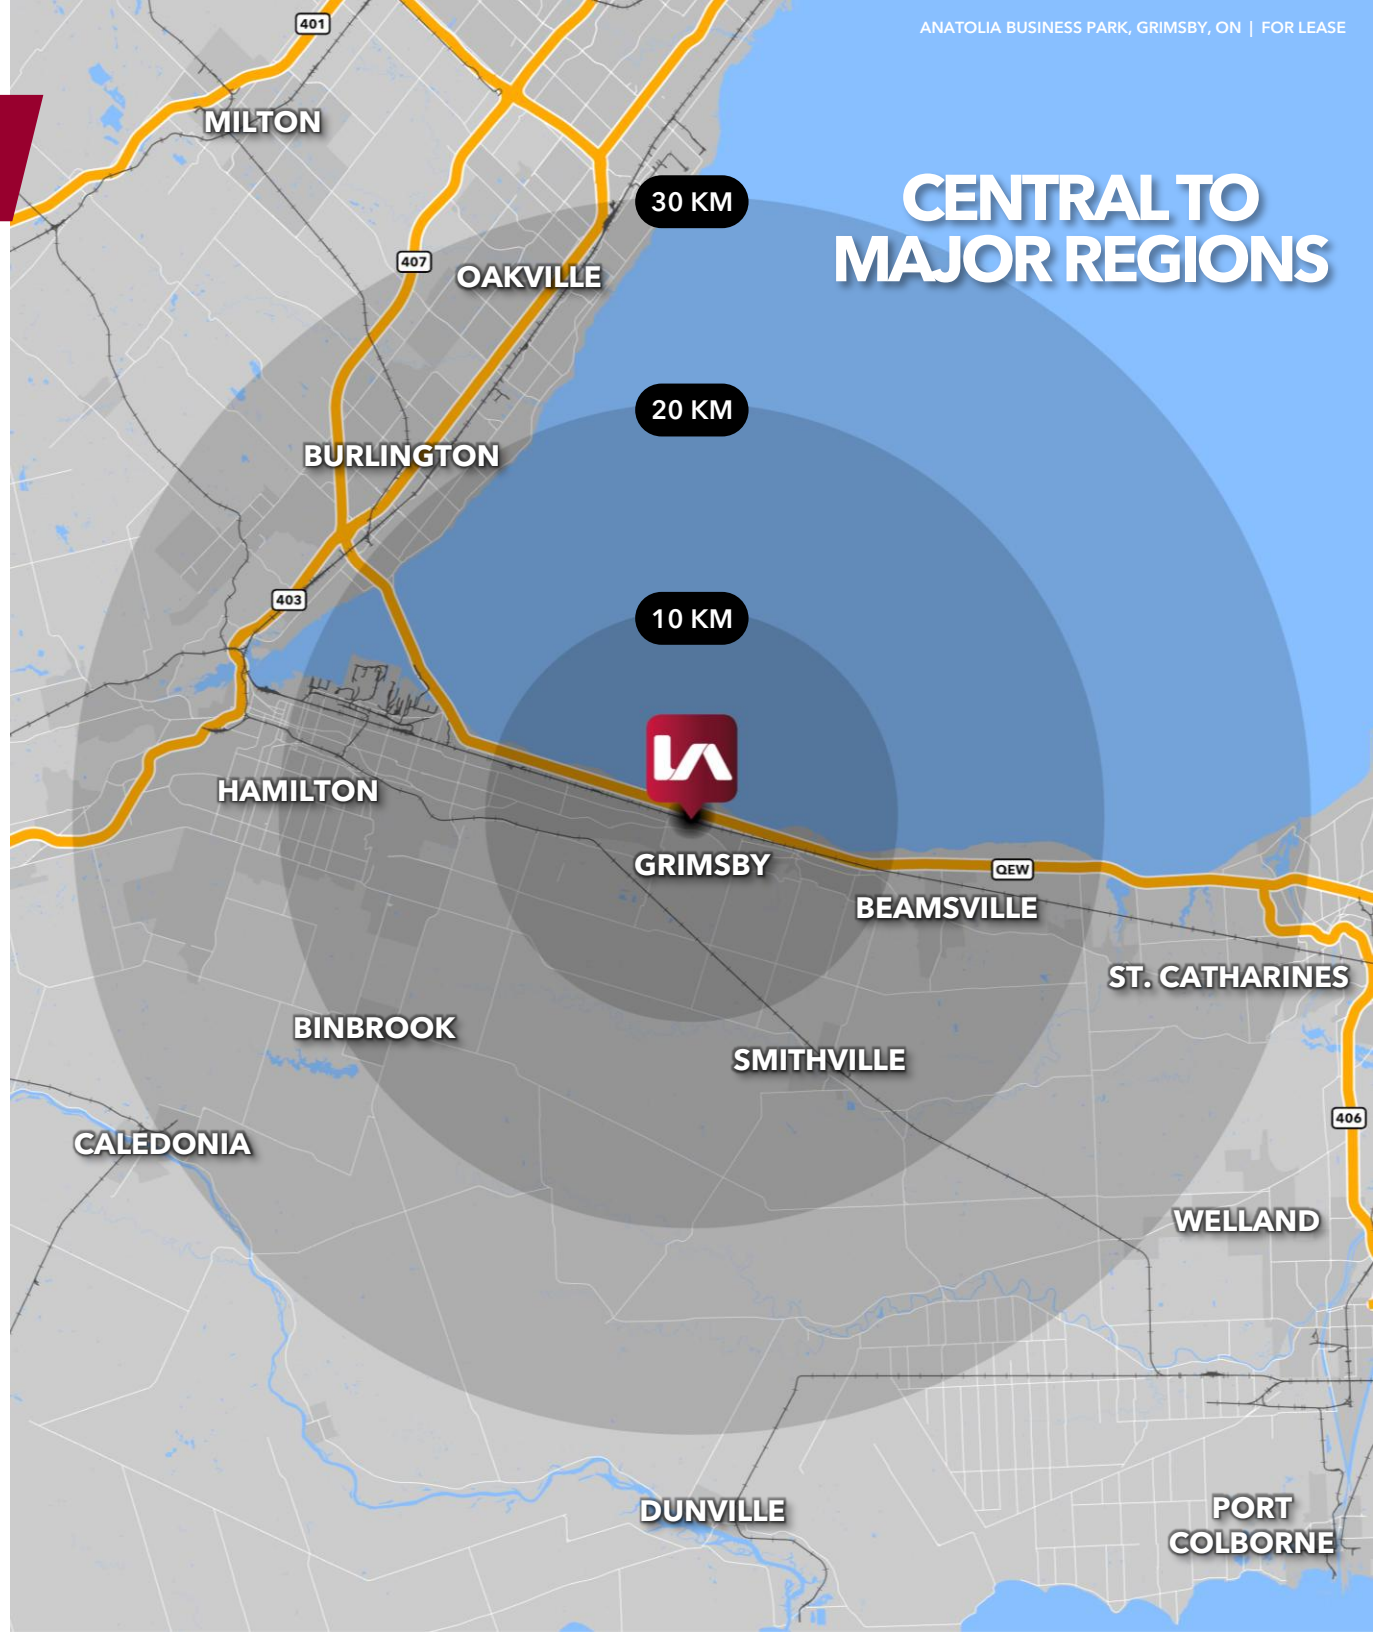 ANATOLIA BUSINESS PARK, GRIMSBY, ON | FOR LEASE
401
MILTON
CENTRAL TO
MAJOR REGIONS
30 KM
407
OAKVILLE
20 KM
BURLINGTON
403
10 KM
HAMILTON
GRIMSBY
QEW
BEAMSVILLE
ST. CATHARINES
BINBROOK
SMITHVILLE
406
CALEDONIA
WELLAND
DUNVILLE
PORT
COLBORNE